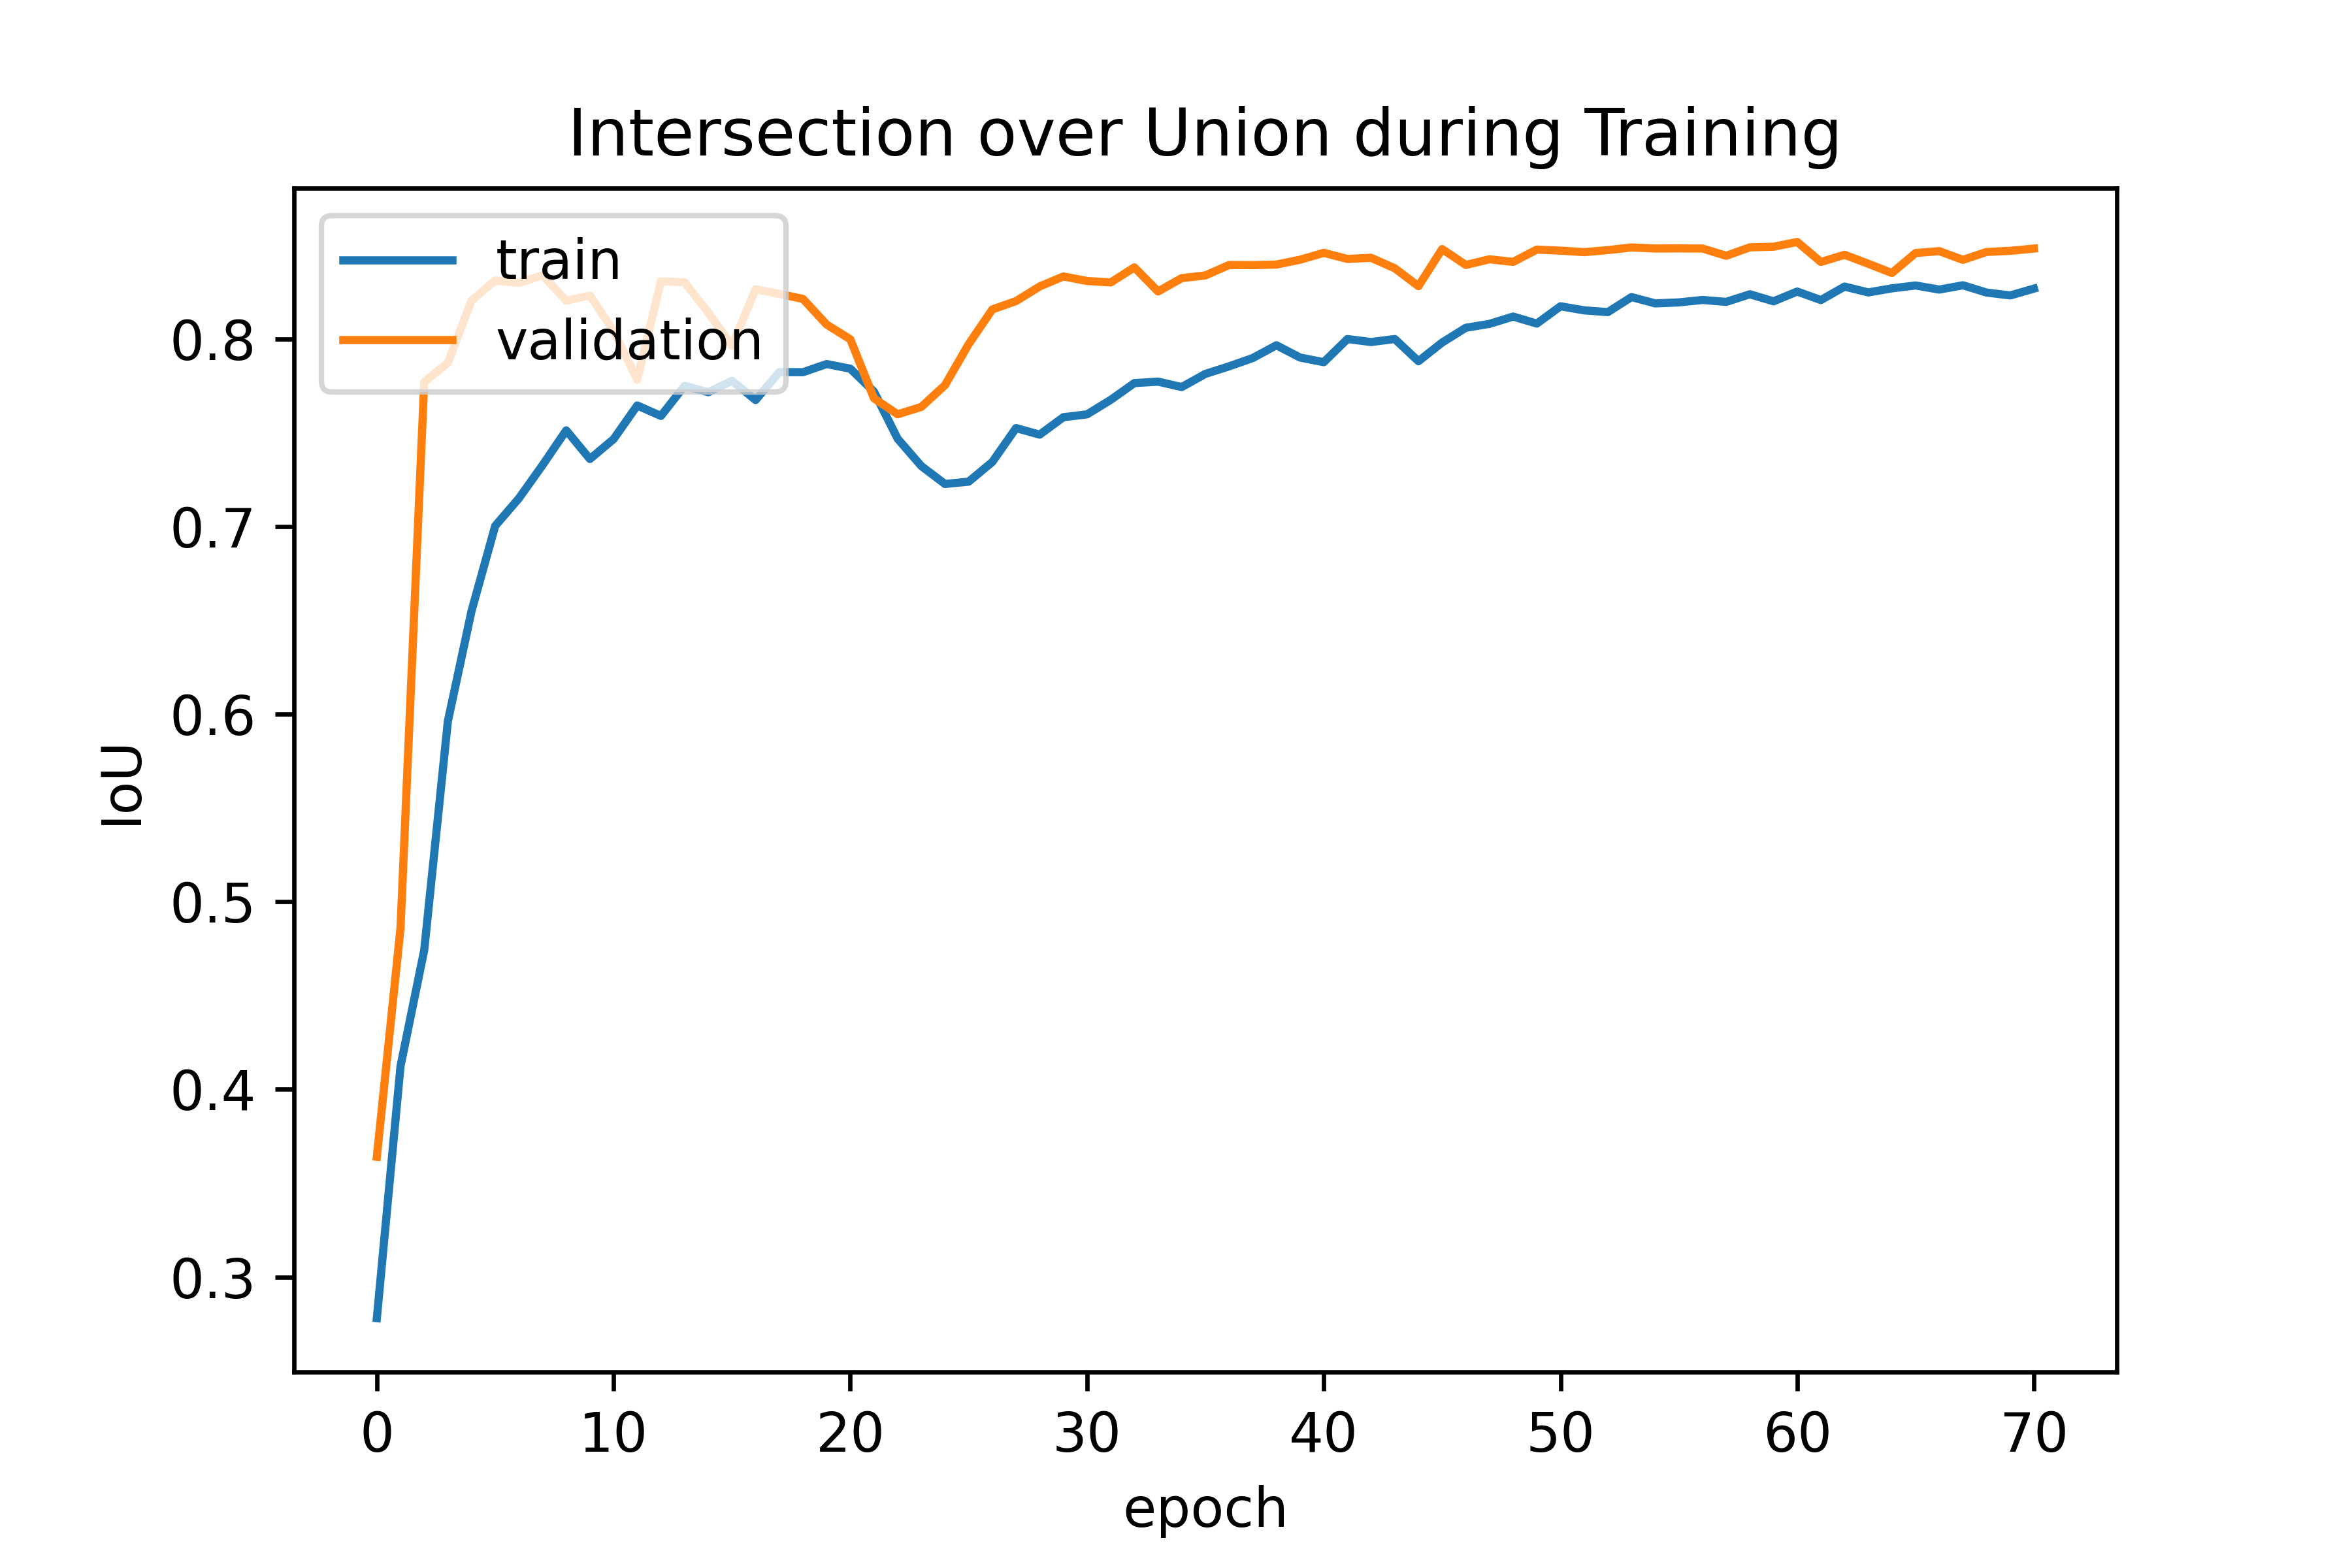 Intersection over Union during Training
train
validation
0.8
0.7
0.6
0.5
0.4
0.3
IoU
0 10 20 30 40 50 60 70
epoch